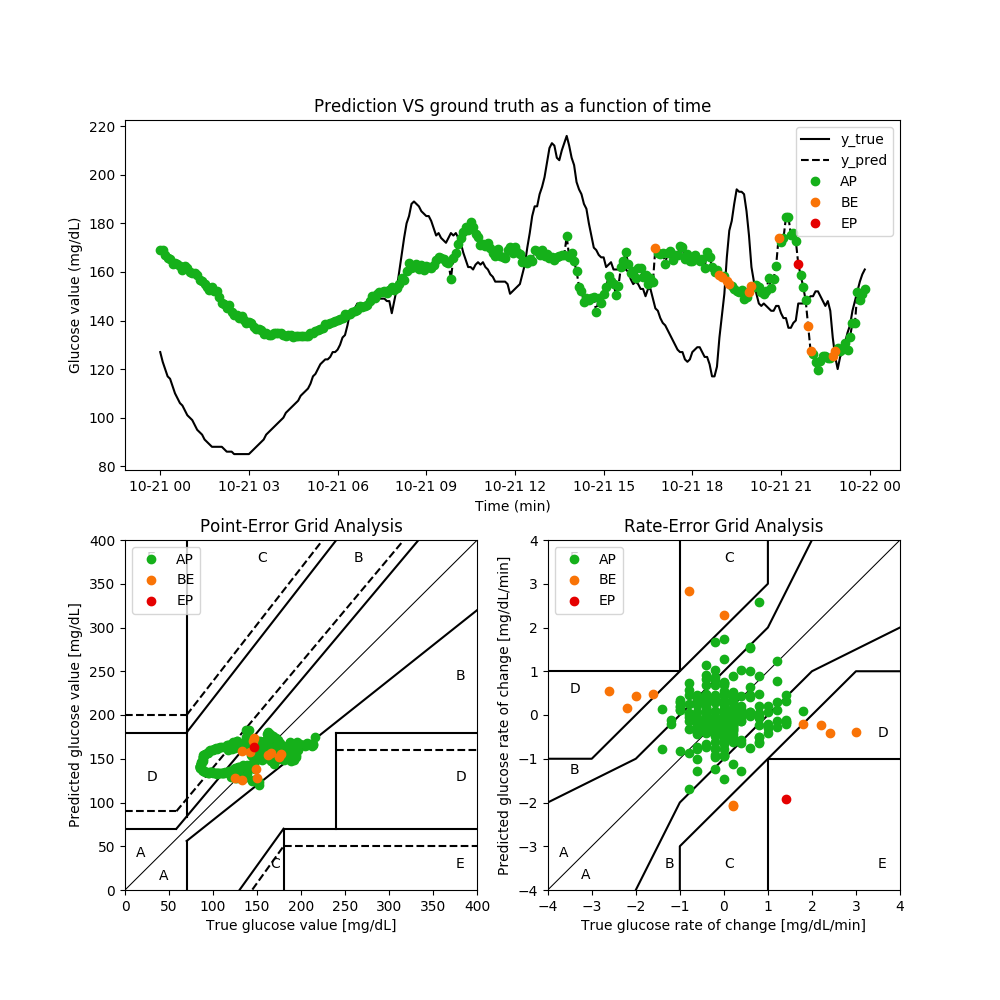 Prediction VS ground truth as a function of time
Glucose value (mg/dL)
220
200
180
160
140
120
100
80
y_true
y_pred
AP
BE
EP
10-21 00 10-21 03 10-21 06 10-21 09 10-21 12 10-21 15 10-21 18 10-21 21 10-22 00
Time (min)
Point-Error Grid Analysis
Predicted glucose value [mg/dL]
400
350
300
250
200
150
100
50
0
AP
BE
EP
C
B
B
D
D
A
A
C
E
0 50 100 150 200 250 300 350 400
True glucose value [mg/dL]
Rate-Error Grid Analysis
Predicted glucose rate of change [mg/dL/min]
4
3
2
1
0
−1
−2
−3
−4
AP
BE
EP
C
D
D
B
A
A
B
C
E
−4 −3 −2 −1 0 1 2 3 4
True glucose rate of change [mg/dL/min]